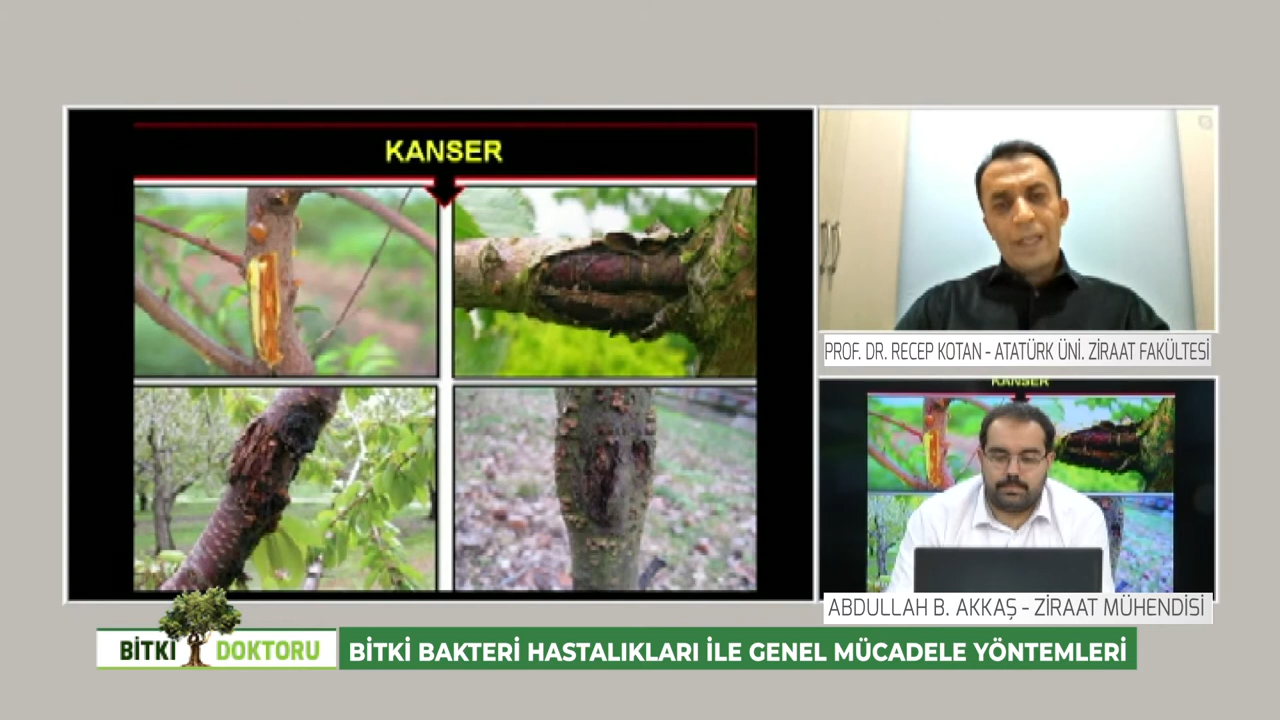 KANSER
PROF. DR. RECEP KOTAN - ATATÜRK ÜNİ. ZİRAAT FAKÜLTESİ
KANSER
ABDULLAH B. AKKAŞ - ZİRAAT MÜHENDİSİ
BİTKİ DOKTORU
BİTKİ BAKTERİ HASTALIKLARI İLE GENEL MÜCADELE YÖNTEMLERİ